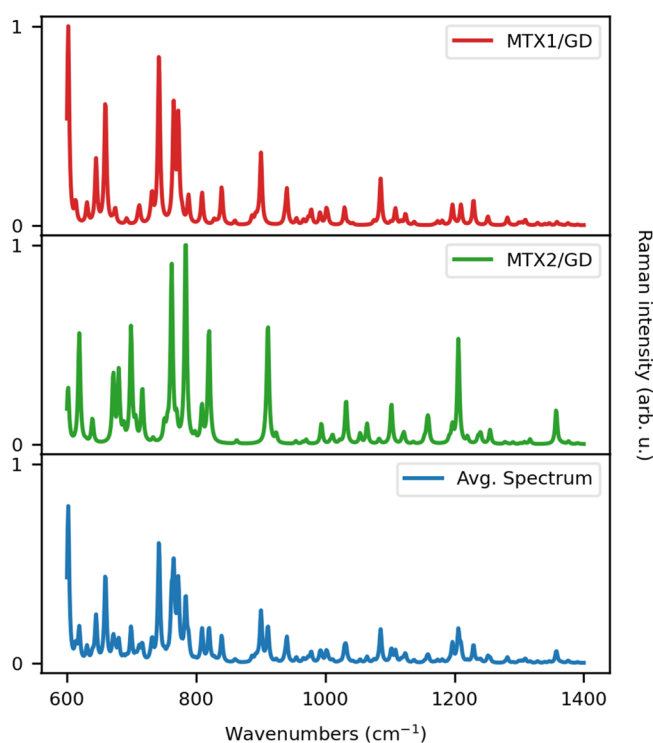 1
MTX1/GD
0
1
MTX2/GD
0
Raman intensity (arb. u.)
1
Avg. Spectrum
0
600 800 1000 1200 1400
Wavenumbers (cm⁻¹)